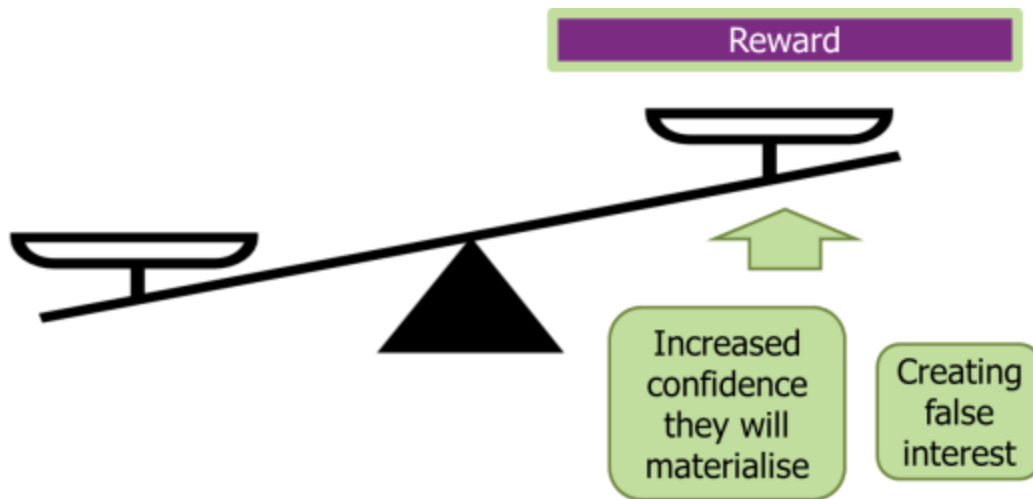 Reward
Increased
confidence
they will
materialise
Creating
false
interest